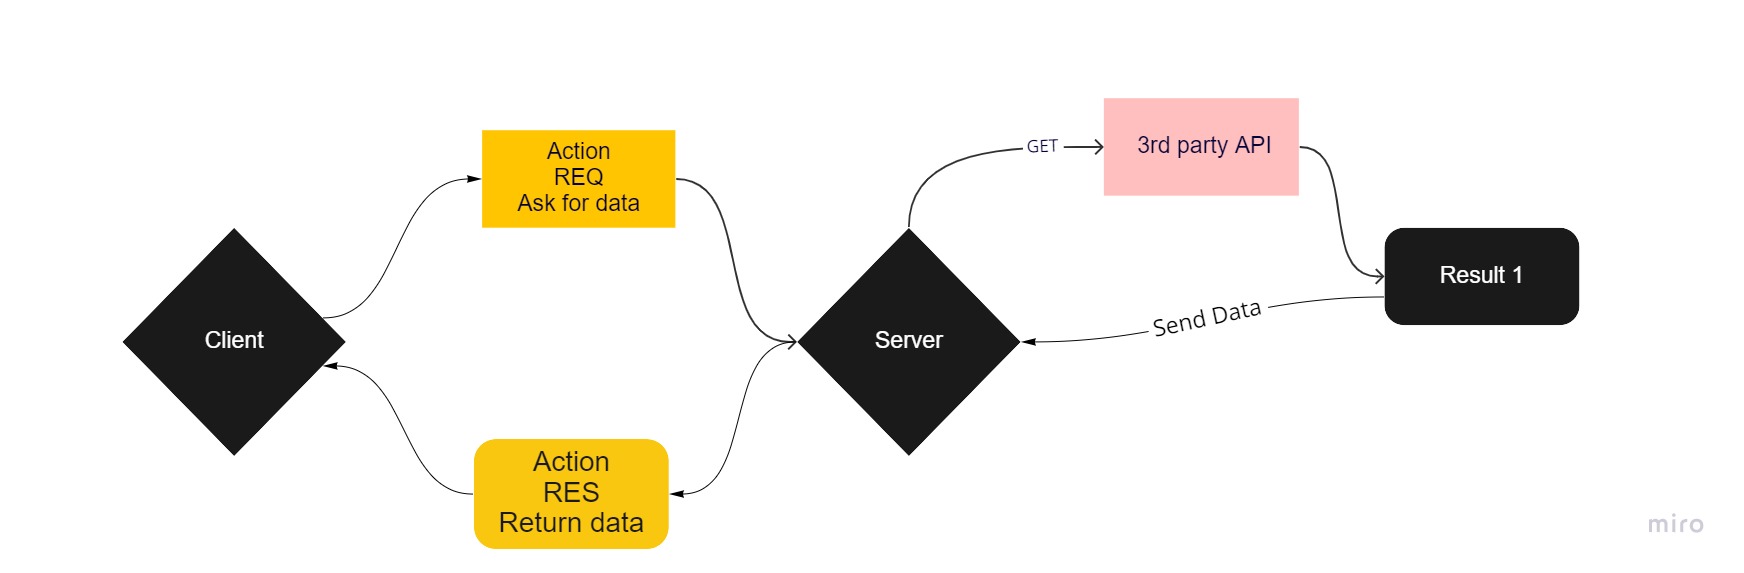 Action
REQ
Ask for data
GET
3rd party API
Client
Server
Result 1
Send Data
Action
RES
Return data
miro